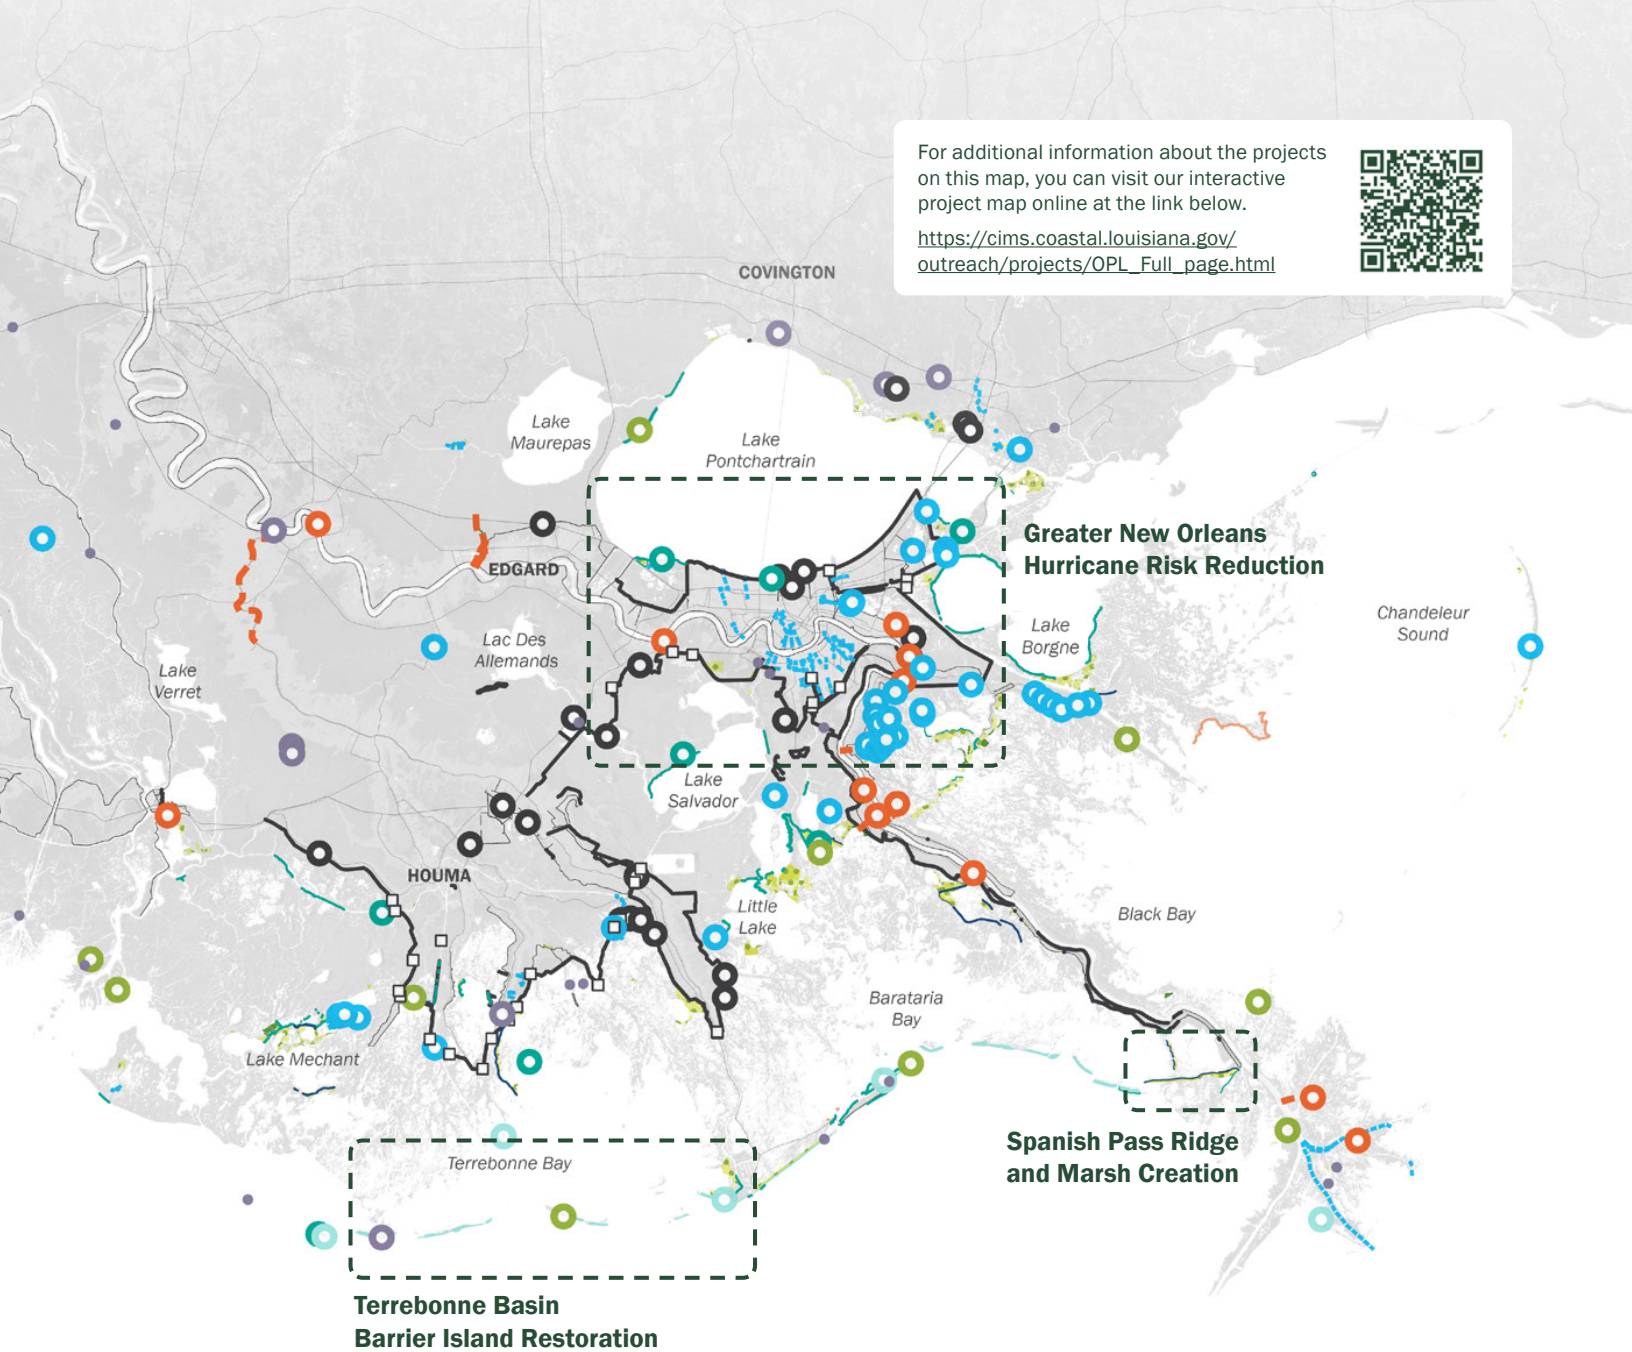 For additional information about the projects
on this map, you can visit our interactive
project map online at the link below.
https://cims.coastal.louisiana.gov/
outreach/projects/OPL_Full_page.html
COVINGTON
Lake
Maurepas
Lake
Pontchartrain
Greater New Orleans
Hurricane Risk Reduction
EDGARD
Lac Des
Allemands
Lake
Borgne
Chandeleur
Sound
Lake
Verret
Lake
Salvador
HOUMA
Little
Lake
Black Bay
Barataria
Bay
Lake Mechant
Spanish Pass Ridge
and Marsh Creation
Terrebonne Bay
Terrebonne Basin
Barrier Island Restoration